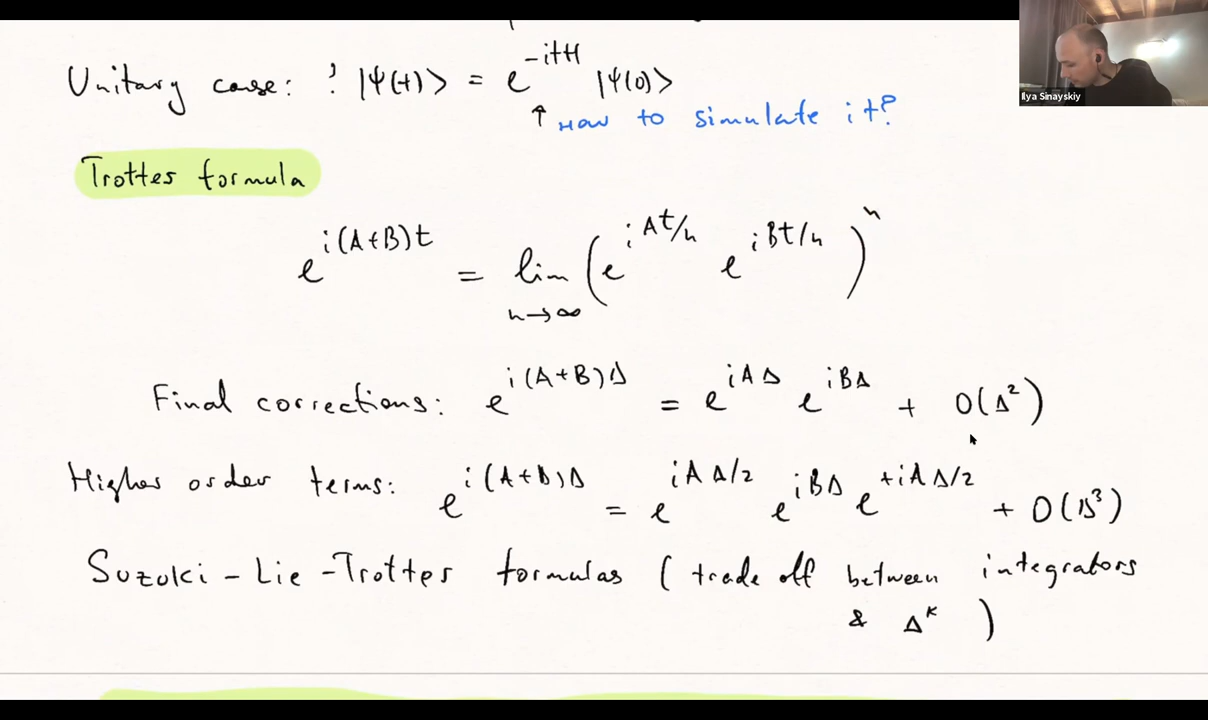 Unitary case: ? |Ψ(t)> = e^{-itH} |Ψ(0)>
↑ How to simulate it?
Ilya Sinayskiy
Trotter formula
e^{i(A+B)t} = lim_{n→∞} (e^{iAt/n} e^{iBt/n})^n
Final corrections: e^{i(A+B)Δ} = e^{iAΔ} e^{iBΔ} + O(Δ²)
Higher order terms: e^{i(A+B)Δ} = e^{iAΔ/2} e^{iBΔ} e^{+iAΔ/2} + O(Δ³)
Suzuki-Lie-Trotter formulas (trade off between integrators
& Δ^k )